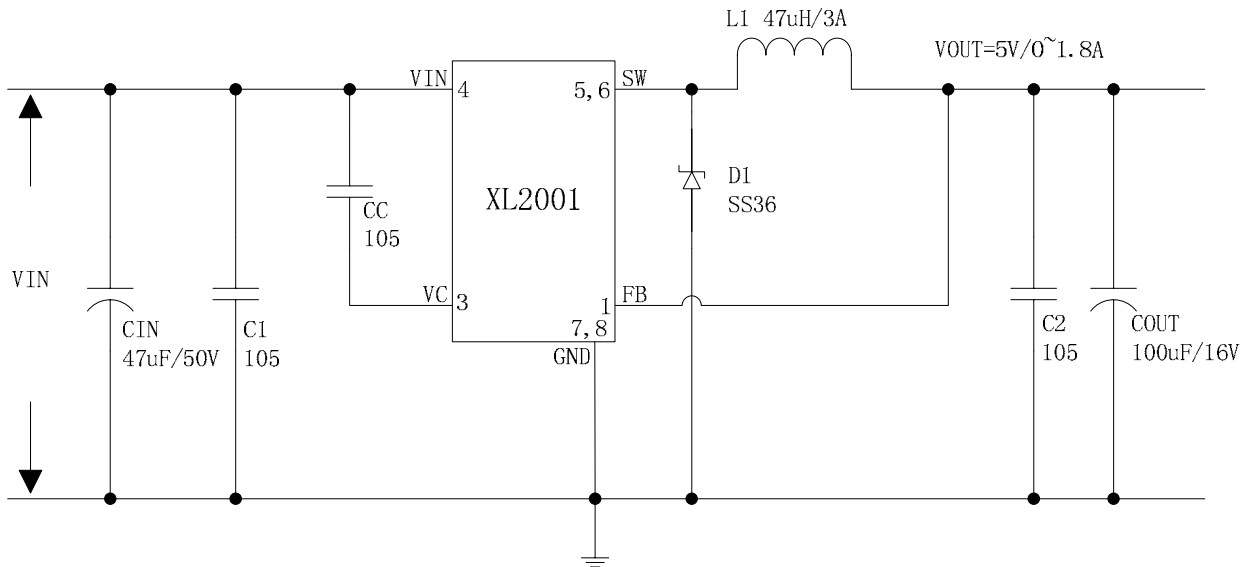 L1 47uH/3A
VOUT=5V/0~1.8A
VIN
4
5,6
SW
XL2001
D1
SS36
CC
105
VIN
VC
3
1
FB
7,8
GND
CIN
47uF/50V
C1
105
C2
105
COUT
100uF/16V